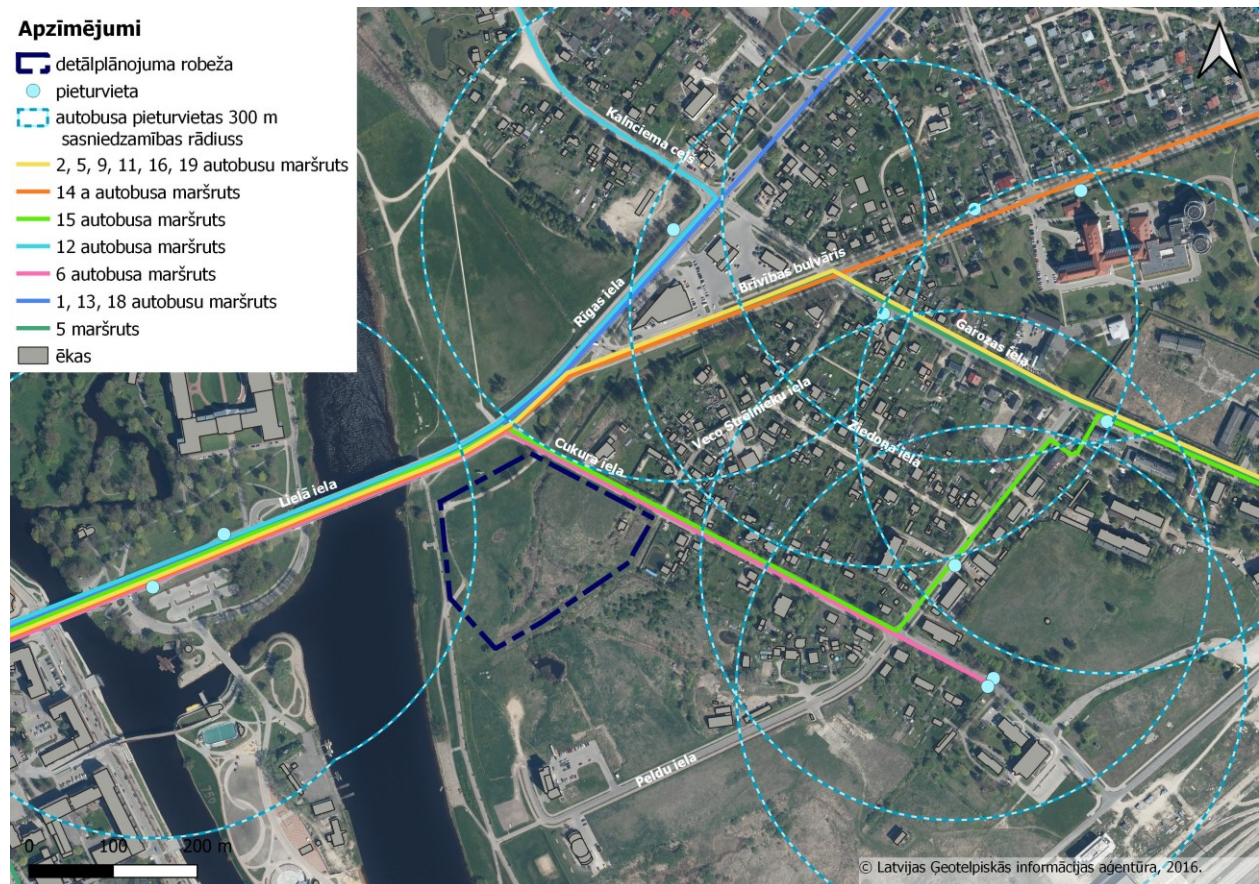 Apzīmējumi
detālplānojuma robeža
pieturvieta
autobusa pieturvietas 300 m
sasniedzamības rādiuss
2, 5, 9, 11, 16, 19 autobusu maršruts
14 a autobusa maršruts
15 autobusa maršruts
12 autobusa maršruts
6 autobusa maršruts
1, 13, 18 autobusu maršruts
5 maršruts
ēkas
Kalnciema ceļš
Rīgas iela
Brīvības bulvāris
Garozas iela
Veco Strēlnieku iela
Ziedoņa iela
Cukura iela
Lielā iela
Peldu iela
0 100 200 m
© Latvijas Ģeotelpiskās informācijas aģentūra, 2016.